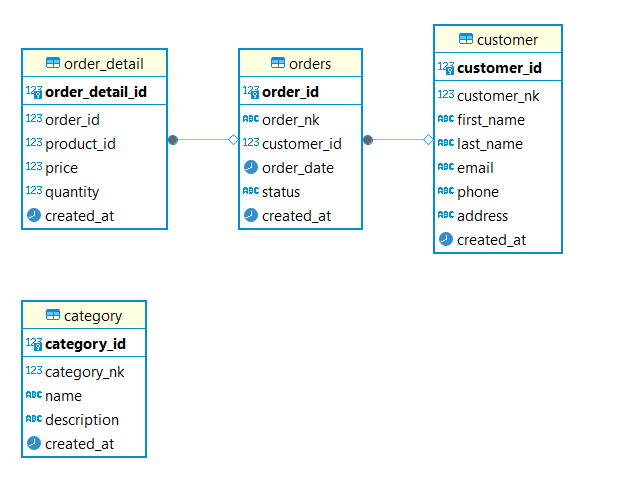 order_detail
123 order_detail_id
123 order_id
123 product_id
123 price
123 quantity
created_at
orders
123 order_id
ABC order_nk
123 customer_id
order_date
ABC status
created_at
customer
123 customer_id
123 customer_nk
ABC first_name
ABC last_name
ABC email
ABC phone
ABC address
created_at
category
123 category_id
123 category_nk
ABC name
ABC description
created_at